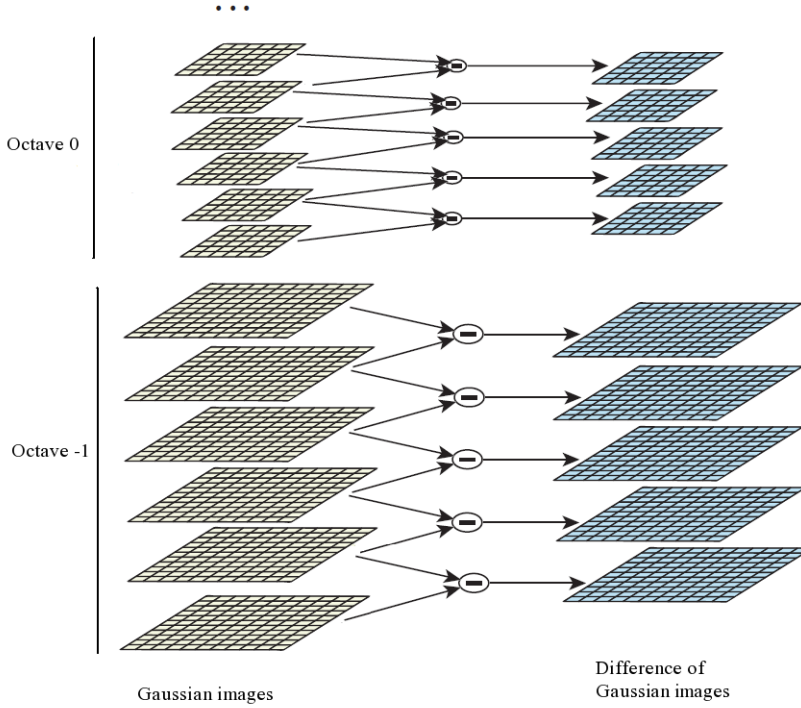 ...
Octave 0
Octave -1
Gaussian images
Difference of
Gaussian images